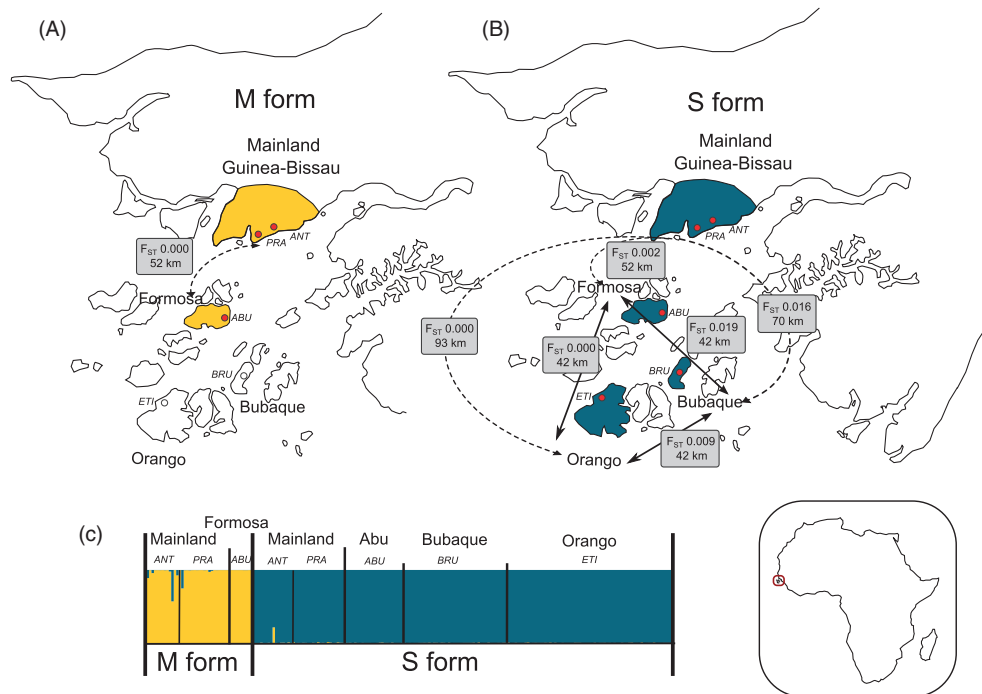 (A)
M form
Mainland
Guinea-Bissau
PRA
ANT
FST 0.000
52 km
Formosa
ABU
BRU
ETI
Bubaque
Orango
(B)
S form
Mainland
Guinea-Bissau
PRA
ANT
FST 0.002
52 km
Formosa
ABU
FST 0.016
70 km
FST 0.019
42 km
FST 0.000
93 km
FST 0.000
42 km
BRU
ETI
Bubaque
FST 0.009
42 km
Orango
(c)
Formosa
Mainland
Mainland
Abu
Bubaque
Orango
ANT
PRA
ABU
ANT
PRA
ABU
BRU
ETI
M form
S form